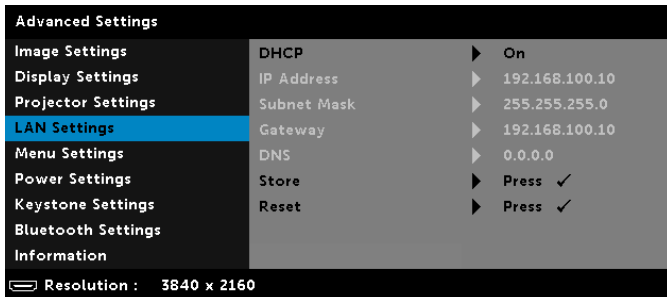 Advanced Settings
Image Settings
Display Settings
Projector Settings
LAN Settings
Menu Settings
Power Settings
Keystone Settings
Bluetooth Settings
Information
DHCP On
IP Address 192.168.100.10
Subnet Mask 255.255.255.0
Gateway 192.168.100.10
DNS 0.0.0.0
Store Press ✓
Reset Press ✓
Resolution : 3840 x 2160